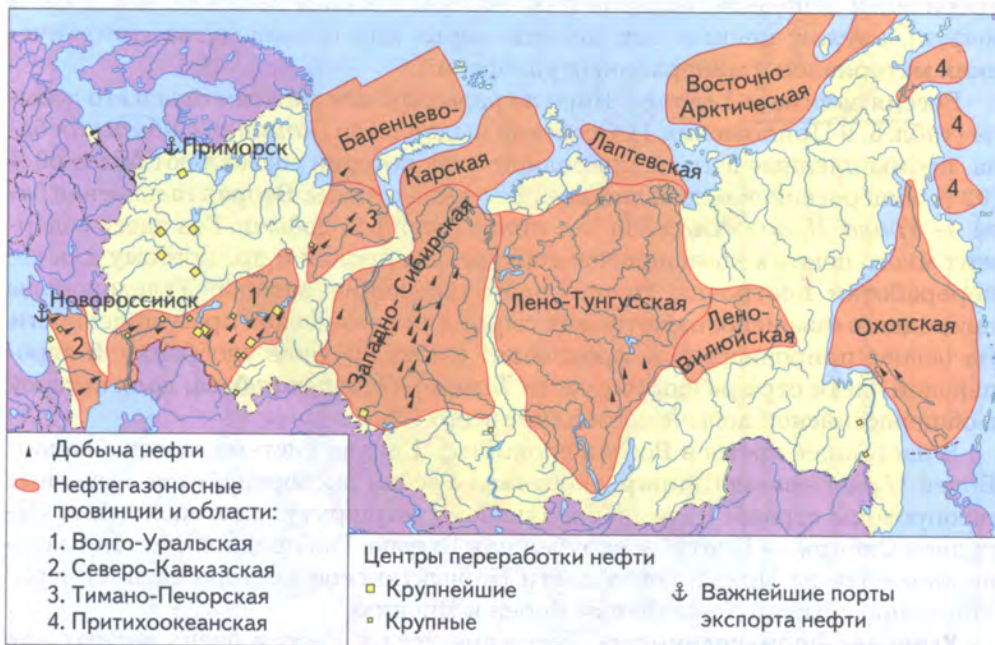 Приморск
Баренцево-
Карская
Восточно-
Арктическая
4
4
4
Лаптевская
3
Западно-Сибирская
Новороссийск
1
2
Лено-Тунгусская
Лено-
Вилюйская
Охотская
Добыча нефти
Нефтегазоносные
провинции и области:
1. Волго-Уральская
2. Северо-Кавказская
3. Тимано-Печорская
4. Притихоокеанская
Центры переработки нефти
Крупнейшие
Крупные
Важнейшие порты
экспорта нефти